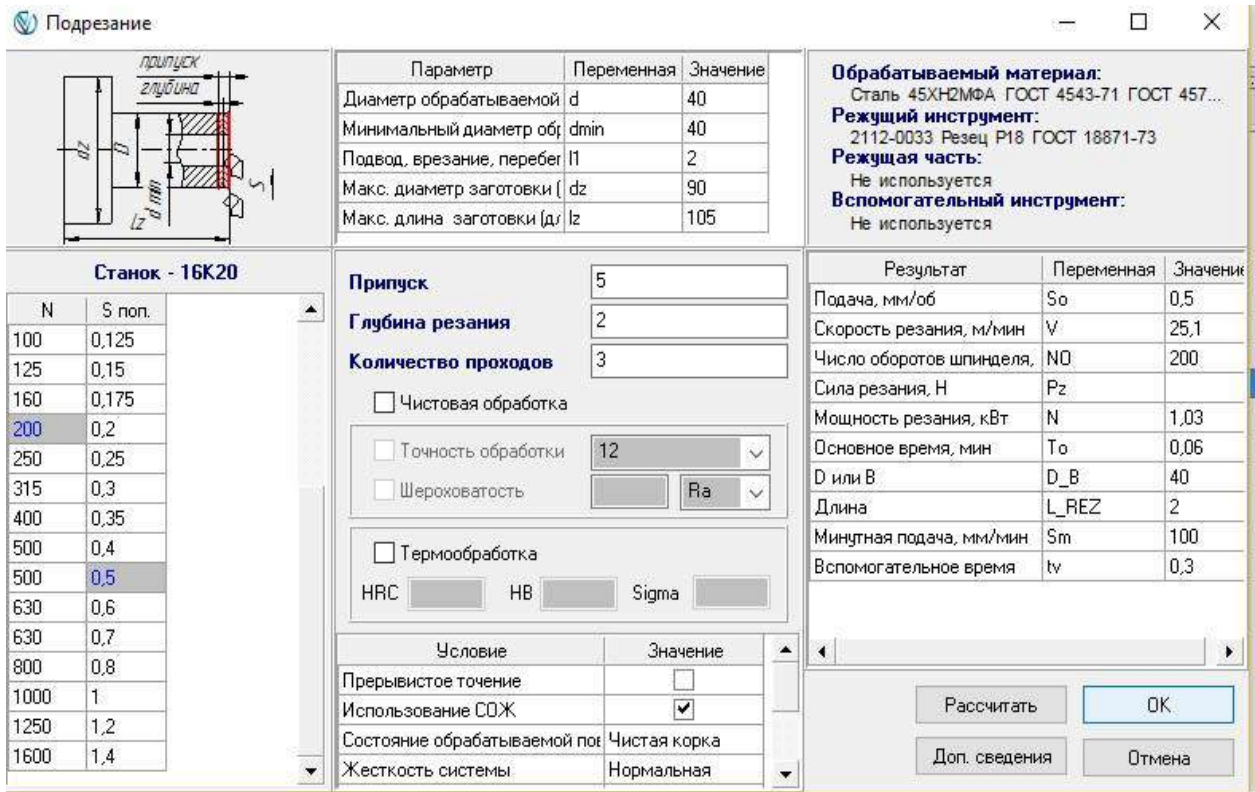 Подрезание
припуск
глубина
dz
D
d min
lz
S
Параметр Переменная Значение
Диаметр обрабатываемой d 40
Минимальный диаметр обр dmin 40
Подвод, врезание, перебег l1 2
Макс. диаметр заготовки ( dz 90
Макс. длина заготовки (дл lz 105
Обрабатываемый материал:
Сталь 45ХН2МФА ГОСТ 4543-71 ГОСТ 457...
Режущий инструмент:
2112-0033 Резец Р18 ГОСТ 18871-73
Режущая часть:
Не используется
Вспомогательный инструмент:
Не используется
Станок - 16К20
N S поп.
100 0,125
125 0,15
160 0,175
200 0,2
250 0,25
315 0,3
400 0,35
500 0,4
500 0,5
630 0,6
630 0,7
800 0,8
1000 1
1250 1,2
1600 1,4
Припуск 5
Глубина резания 2
Количество проходов 3
Чистовая обработка
Точность обработки 12
Шероховатость Ra
Термообработка
HRC HB Sigma
Условие Значение
Прерывистое точение
Использование СОЖ
Состояние обрабатываемой пов Чистая корка
Жесткость системы Нормальная
Результат Переменная Значение
Подача, мм/об So 0,5
Скорость резания, м/мин V 25,1
Число оборотов шпинделя, NO 200
Сила резания, Н Pz
Мощность резания, кВт N 1,03
Основное время, мин To 0,06
D или B D_B 40
Длина L_REZ 2
Минутная подача, мм/мин Sm 100
Вспомогательное время tv 0,3
Рассчитать OK
Доп. сведения Отмена